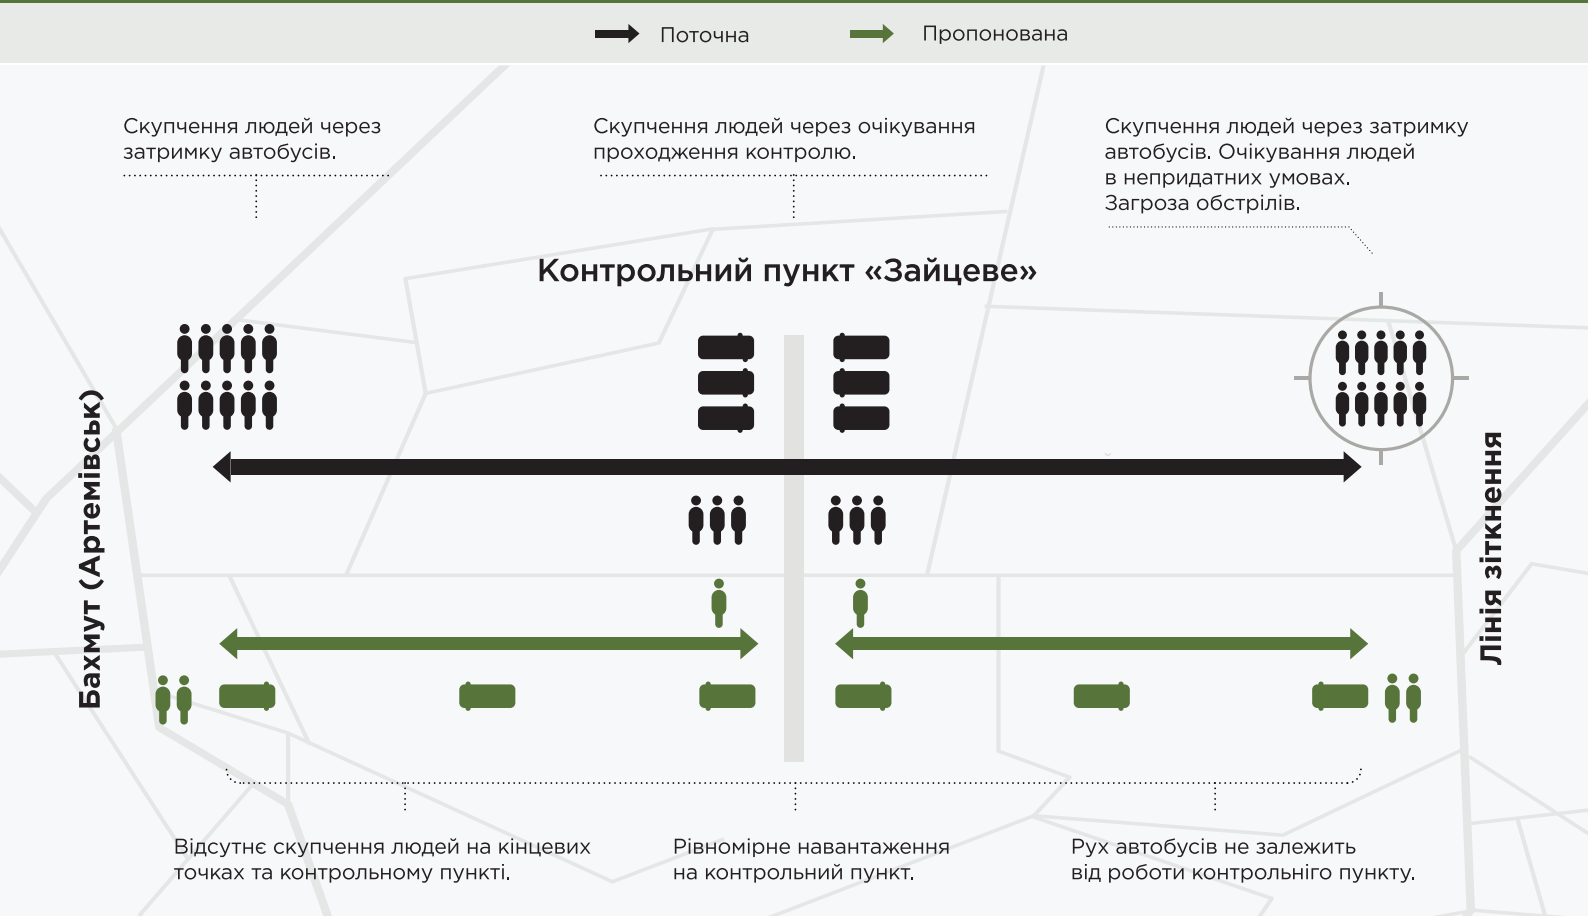 Поточна
Пропонована
Скупчення людей через
затримку автобусів.
Скупчення людей через очікування
проходження контролю.
Скупчення людей через затримку
автобусів. Очікування людей
в непридатних умовах.
Загроза обстрілів.
Контрольний пункт «Зайцеве»
Бахмут (Артемівськ)
Лінія зіткнення
Відсутнє скупчення людей на кінцевих
точках та контрольному пункті.
Рівномірне навантаження
на контрольний пункт.
Рух автобусів не залежить
від роботи контрольніго пункту.